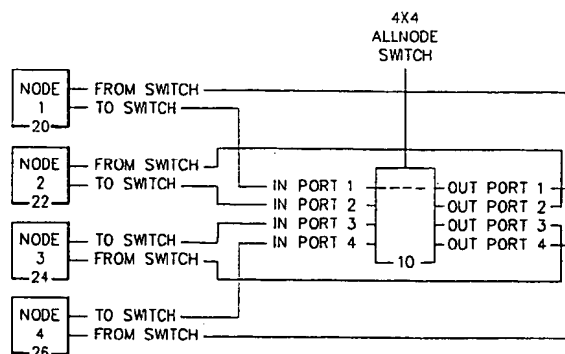 4X4
ALLNODE
SWITCH
NODE
1
20
FROM SWITCH
TO SWITCH
NODE
2
22
FROM SWITCH
TO SWITCH
NODE
3
24
TO SWITCH
FROM SWITCH
NODE
4
26
TO SWITCH
FROM SWITCH
IN PORT 1
IN PORT 2
IN PORT 3
IN PORT 4
10
OUT PORT 1
OUT PORT 2
OUT PORT 3
OUT PORT 4